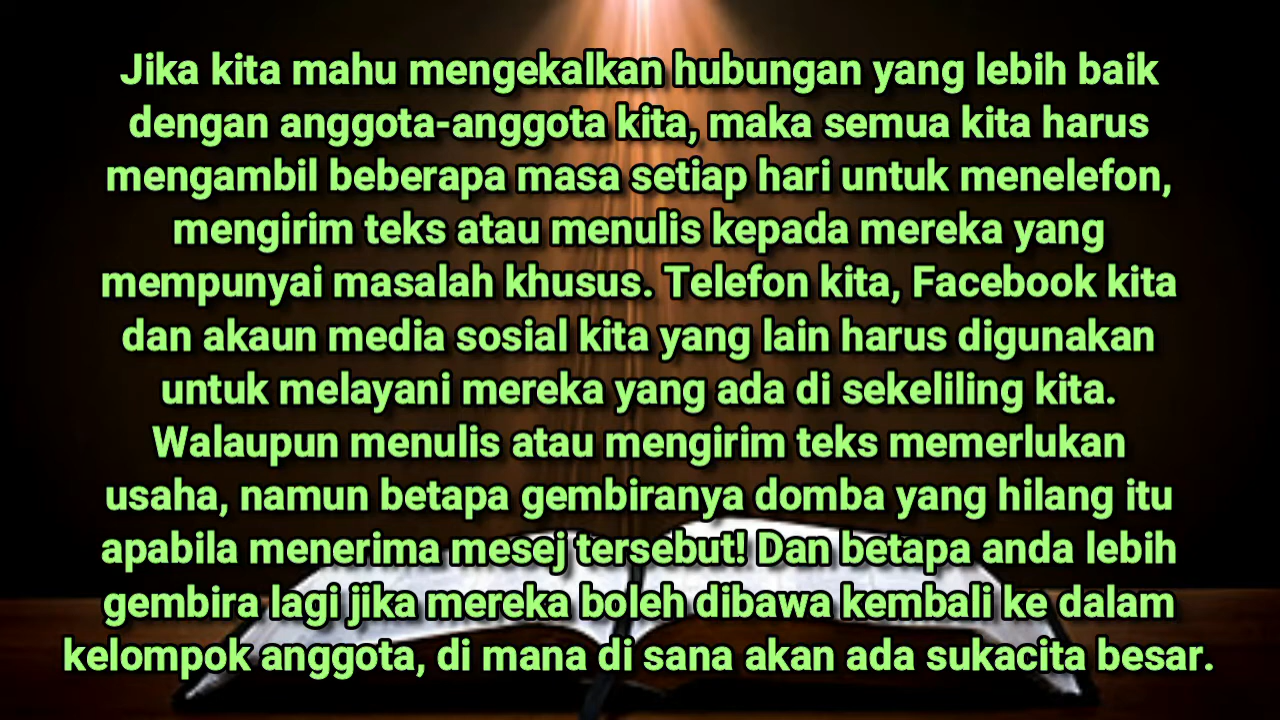 Jika kita mahu mengekalkan hubungan yang lebih baik
dengan anggota-anggota kita, maka semua kita harus
mengambil beberapa masa setiap hari untuk menelefon,
mengirim teks atau menulis kepada mereka yang
mempunyai masalah khusus. Telefon kita, Facebook kita
dan akaun media sosial kita yang lain harus digunakan
untuk melayani mereka yang ada di sekeliling kita.
Walaupun menulis atau mengirim teks memerlukan
usaha, namun betapa gembiranya domba yang hilang itu
apabila menerima mesej tersebut! Dan betapa anda lebih
gembira lagi jika mereka boleh dibawa kembali ke dalam
kelompok anggota, di mana di sana akan ada sukacita besar.